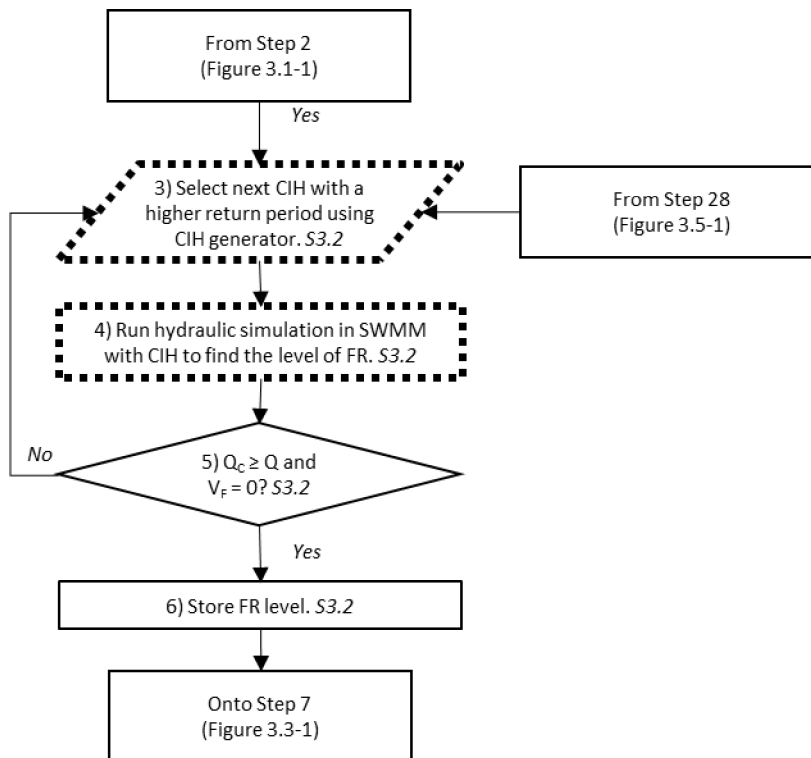 From Step 2
(Figure 3.1-1)
Yes
3) Select next CIH with a
higher return period using
CIH generator. S3.2
From Step 28
(Figure 3.5-1)
4) Run hydraulic simulation in SWMM
with CIH to find the level of FR. S3.2
No
5) QC ≥ Q and
VF = 0? S3.2
Yes
6) Store FR level. S3.2
Onto Step 7
(Figure 3.3-1)